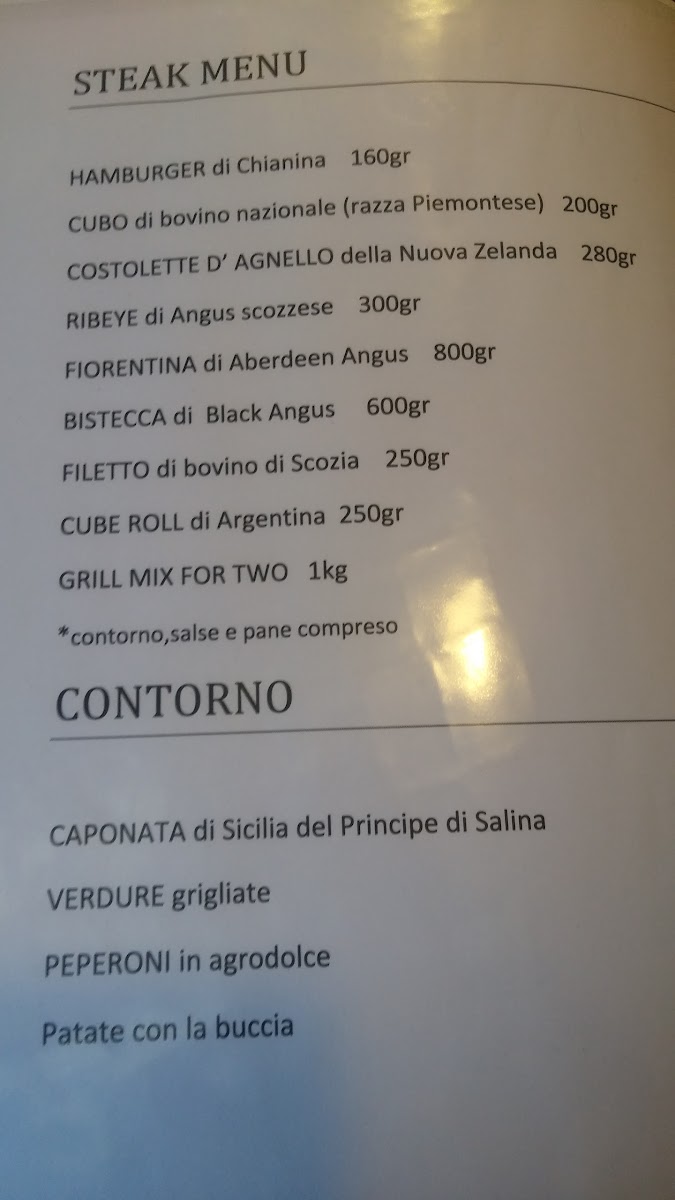 STEAK MENU
HAMBURGER di Chianina 160gr
CUBO di bovino nazionale (razza Piemontese) 200gr
COSTOLETTE D' AGNELLO della Nuova Zelanda 280gr
RIBEYE di Angus scozzese 300gr
FIORENTINA di Aberdeen Angus 800gr
BISTECCA di Black Angus 600gr
FILETTO di bovino di Scozia 250gr
CUBE ROLL di Argentina 250gr
GRILL MIX FOR TWO 1kg
*contorno,salse e pane compreso
CONTORNO
CAPONATA di Sicilia del Principe di Salina
VERDURE grigliate
PEPERONI in agrodolce
Patate con la buccia